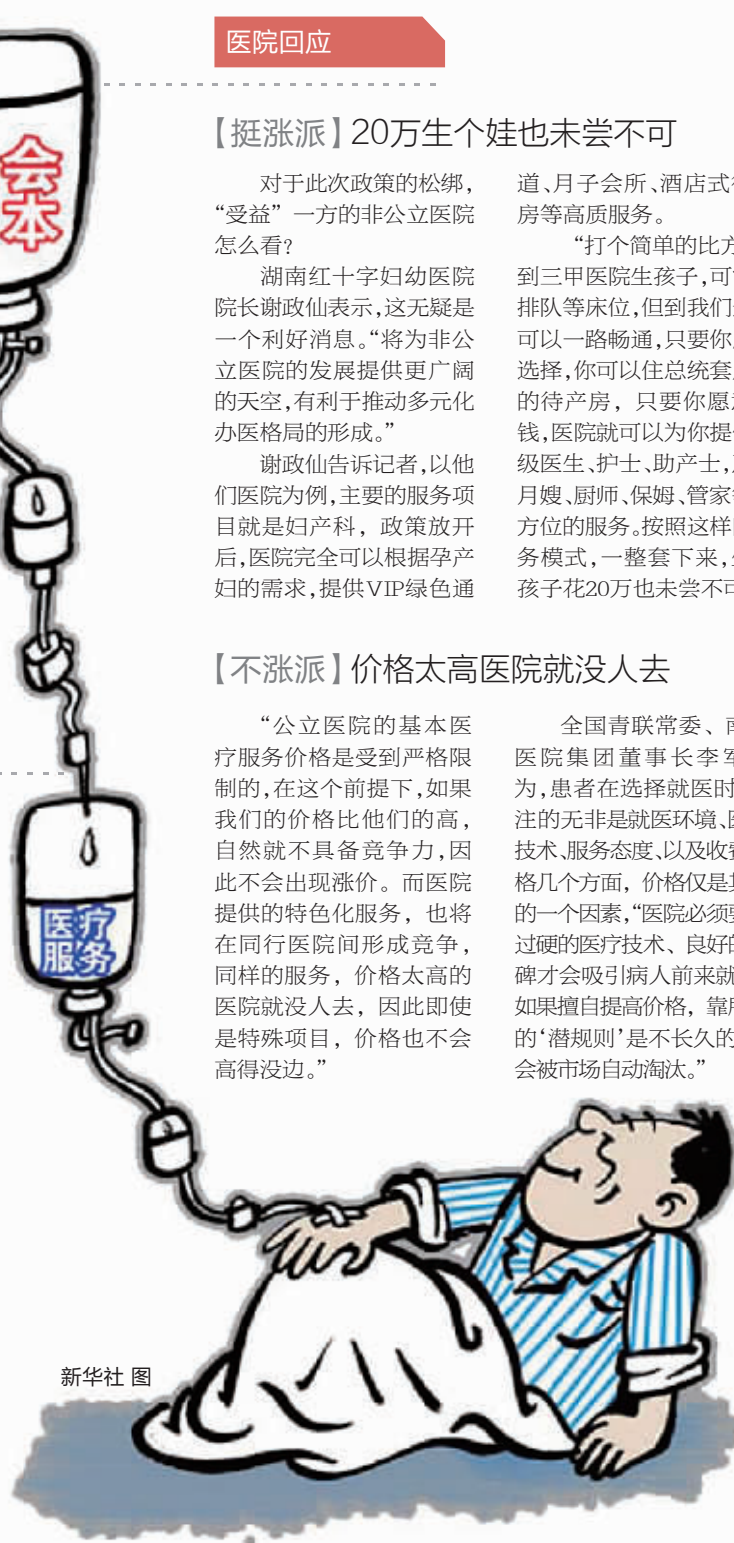 医院回应
【挺涨派】20万生个娃也未尝不可
对于此次政策的松绑，
“受益”一方的非公立医院
怎么看？
湖南红十字妇幼医院
院长谢政仙表示，这无疑是
一个利好消息。“将为非公
立医院的发展提供更广阔
的天空，有利于推动多元化
办医格局的形成。”
谢政仙告诉记者，以他
们医院为例，主要的服务项
目就是妇产科，政策放开
后，医院完全可以根据孕产
妇的需求，提供VIP绿色通
道、月子会所、酒店式
房等高质服务。
“打个简单的比方
到三甲医院生孩子，可
排队等床位，但到我们
可以一路畅通，只要你
选择，你可以住总统套
的待产房，只要你愿
钱，医院就可以为你提
级医生、护士、助产士，
月嫂、厨师、保姆、管家
方位的服务。按照这样
务模式，一整套下来，
孩子花20万也未尝不可
【不涨派】价格太高医院就没人去
“公立医院的基本医
疗服务价格是受到严格限
制的，在这个前提下，如果
我们的价格比他们的高，
自然就不具备竞争力，因
此不会出现涨价。而医院
提供的特色化服务，也将
在同行医院间形成竞争，
同样的服务，价格太高的
医院就没人去，因此即使
是特殊项目，价格也不会
高得没边。”
全国青联常委、
医院集团董事长李
为，患者在选择就医时
注的无非是就医环境、
技术、服务态度、以及收
格几个方面，价格仅是
的一个因素，“医院必须
过硬的医疗技术、良好的
碑才会吸引病人前来就
如果擅自提高价格，靠
的‘潜规则’是不长久的
会被市场自动淘汰。”
会
本
医疗
服务
新华社 图